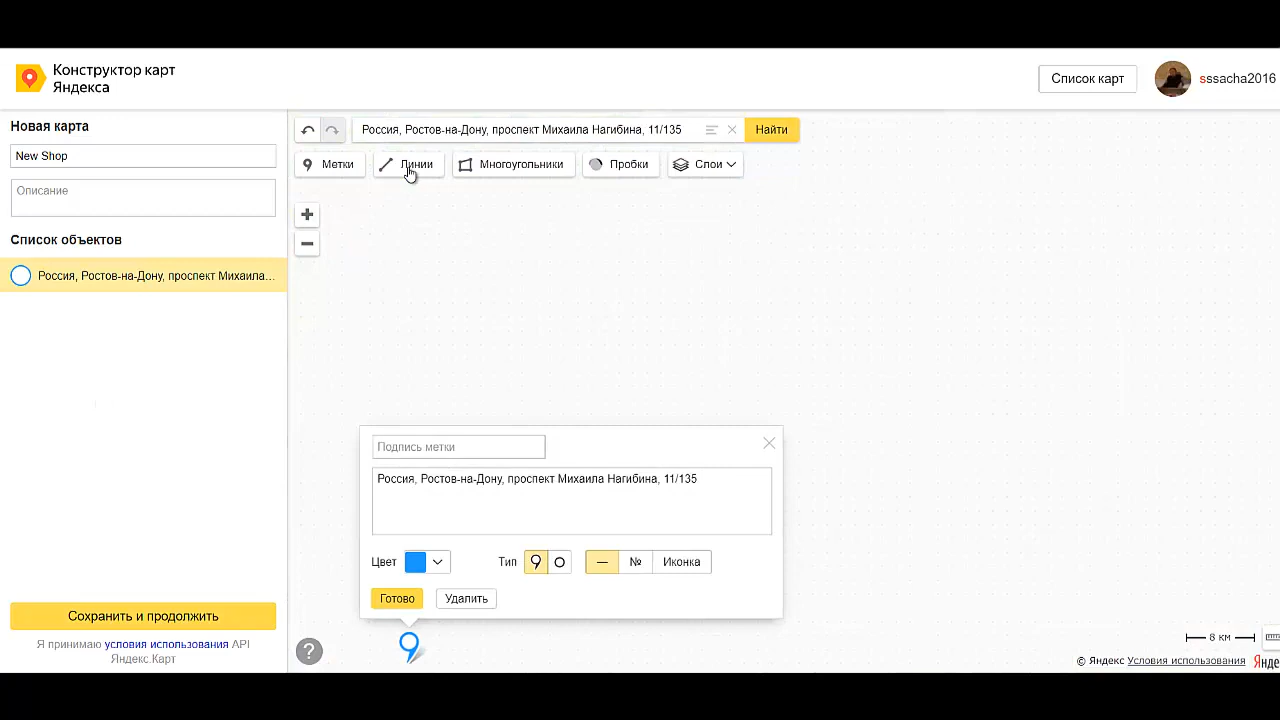 Конструктор карт
Яндекса
Список карт
sssacha2016
Новая карта
New Shop
Описание
Список объектов
Россия, Ростов-на-Дону, проспект Михаила...
Сохранить и продолжить
Я принимаю условия использования API
Яндекс.Карт
Россия, Ростов-на-Дону, проспект Михаила Нагибина, 11/135
Найти
Метки
Линии
Многоугольники
Пробки
Слои
Подпись метки
Россия, Ростов-на-Дону, проспект Михаила Нагибина, 11/135
Цвет
Тип
№
Иконка
Готово
Удалить
?
8 км
© Яндекс Условия использования
Янде